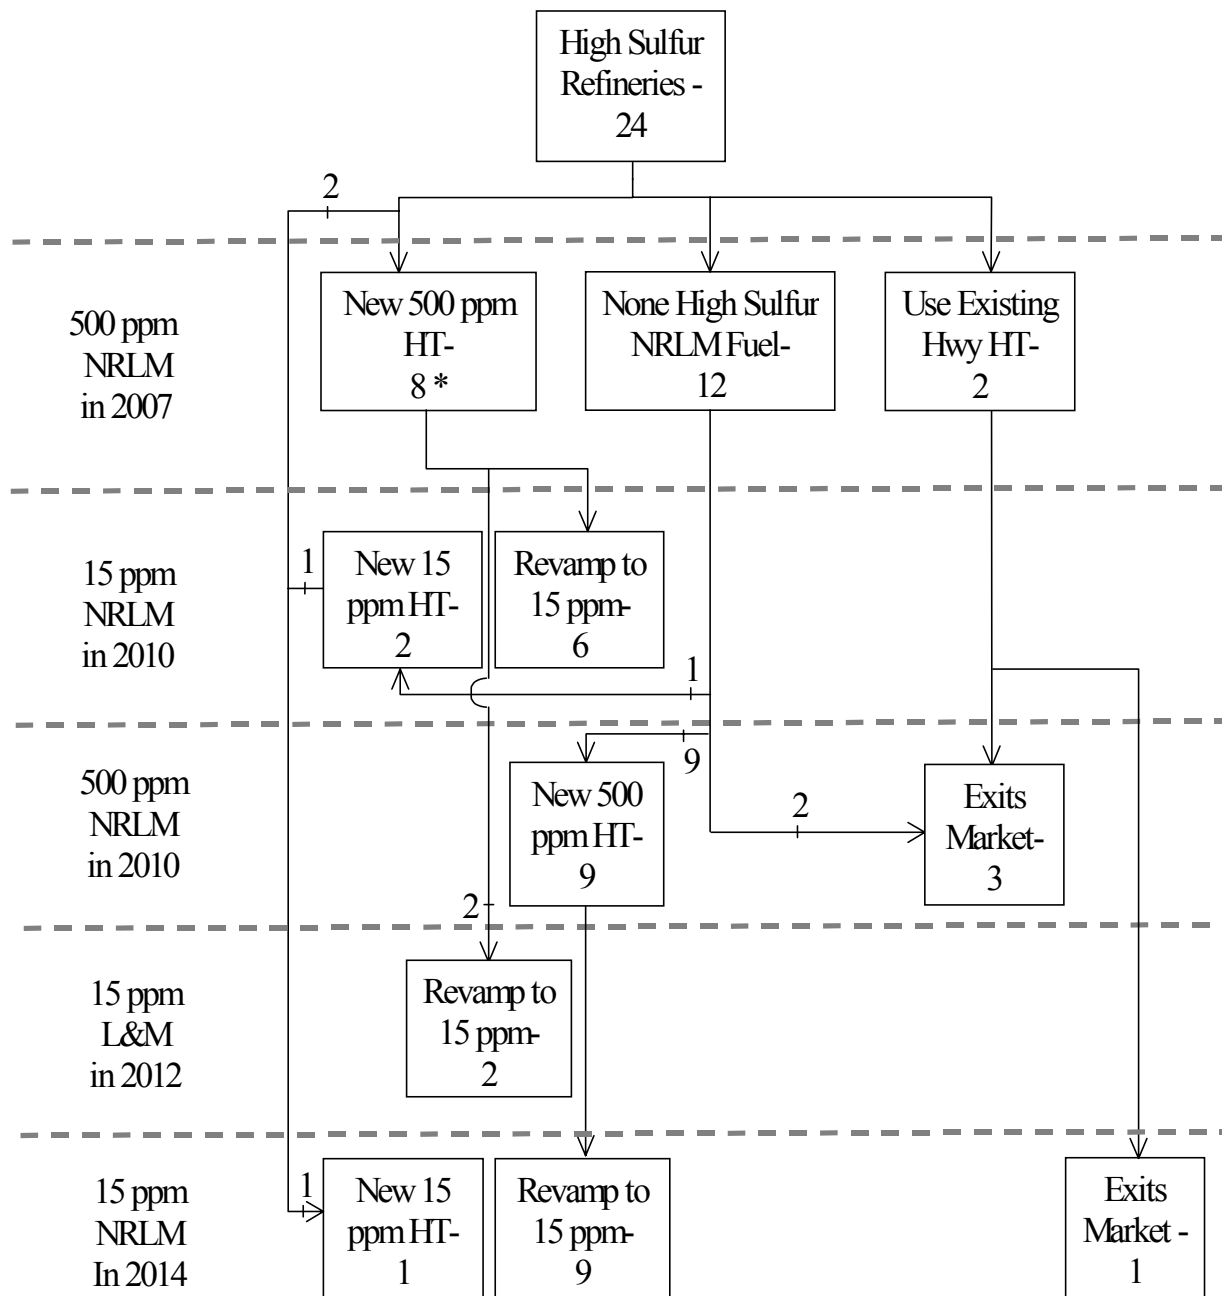 High Sulfur
Refineries -
24
2
500 ppm
NRLM
in 2007
New 500 ppm
HT-
8 *
None High Sulfur
NRLM Fuel-
12
Use Existing
Hwy HT-
2
15 ppm
NRLM
in 2010
1
New 15
ppm HT-
2
Revamp to
15 ppm-
6
1
500 ppm
NRLM
in 2010
9
New 500
ppm HT-
9
2
Exits
Market-
3
2
15 ppm
L&M
in 2012
Revamp to
15 ppm-
2
15 ppm
NRLM
In 2014
1
New 15
ppm HT-
1
Revamp to
15 ppm-
9
Exits
Market -
1